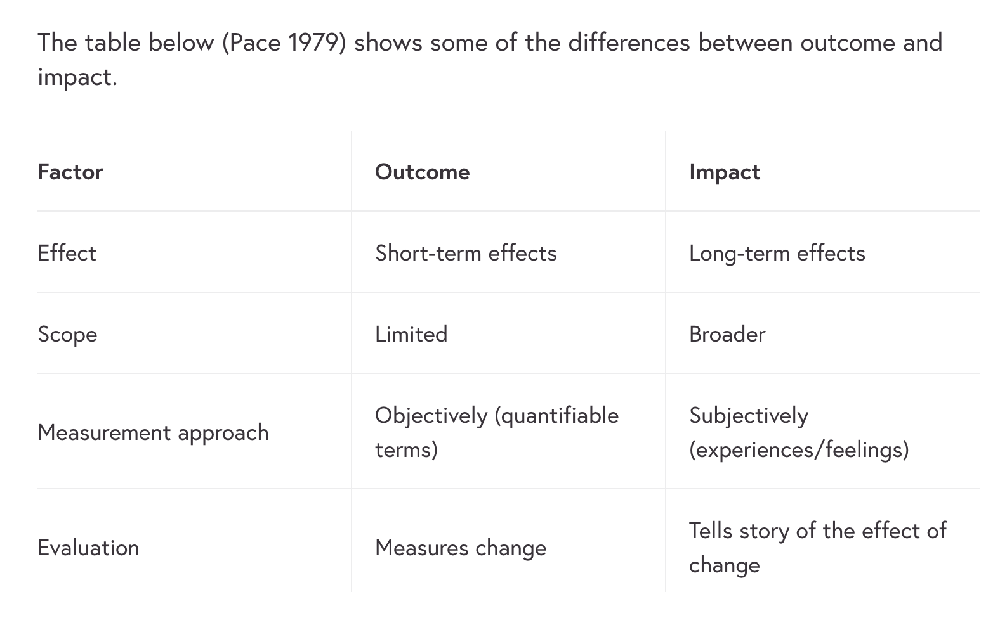 The table below (Pace 1979) shows some of the differences between outcome and
impact.
Factor Outcome Impact
Effect Short-term effects Long-term effects
Scope Limited Broader
Measurement approach Objectively (quantifiable terms) Subjectively (experiences/feelings)
Evaluation Measures change Tells story of the effect of change